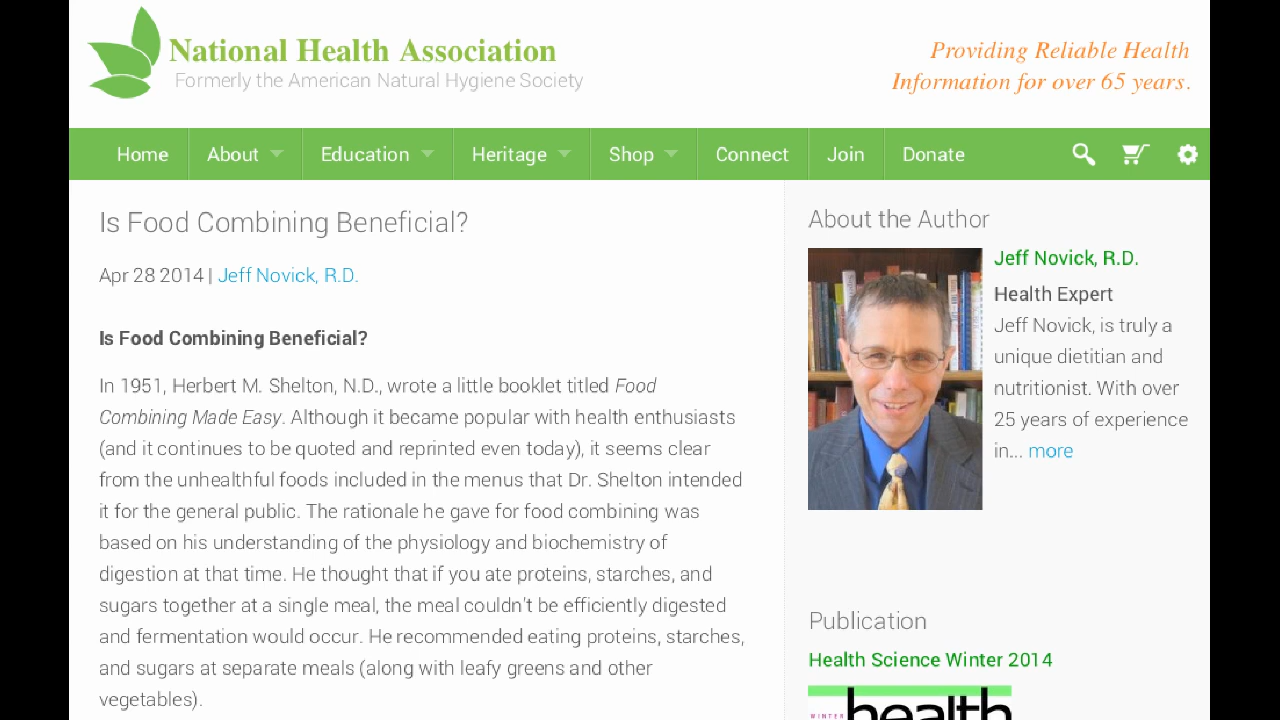 National Health Association
Formerly the American Natural Hygiene Society
Providing Reliable Health
Information for over 65 years.
Home
About
Education
Heritage
Shop
Connect
Join
Donate
Is Food Combining Beneficial?
Apr 28 2014 | Jeff Novick, R.D.
Is Food Combining Beneficial?
In 1951, Herbert M. Shelton, N.D., wrote a little booklet titled Food
Combining Made Easy. Although it became popular with health enthusiasts
(and it continues to be quoted and reprinted even today), it seems clear
from the unhealthful foods included in the menus that Dr. Shelton intended
it for the general public. The rationale he gave for food combining was
based on his understanding of the physiology and biochemistry of
digestion at that time. He thought that if you ate proteins, starches, and
sugars together at a single meal, the meal couldn't be efficiently digested
and fermentation would occur. He recommended eating proteins, starches,
and sugars at separate meals (along with leafy greens and other
vegetables).
About the Author
Jeff Novick, R.D.
Health Expert
Jeff Novick, is truly a
unique dietitian and
nutritionist. With over
25 years of experience
in... more
Publication
Health Science Winter 2014
WINTER
health